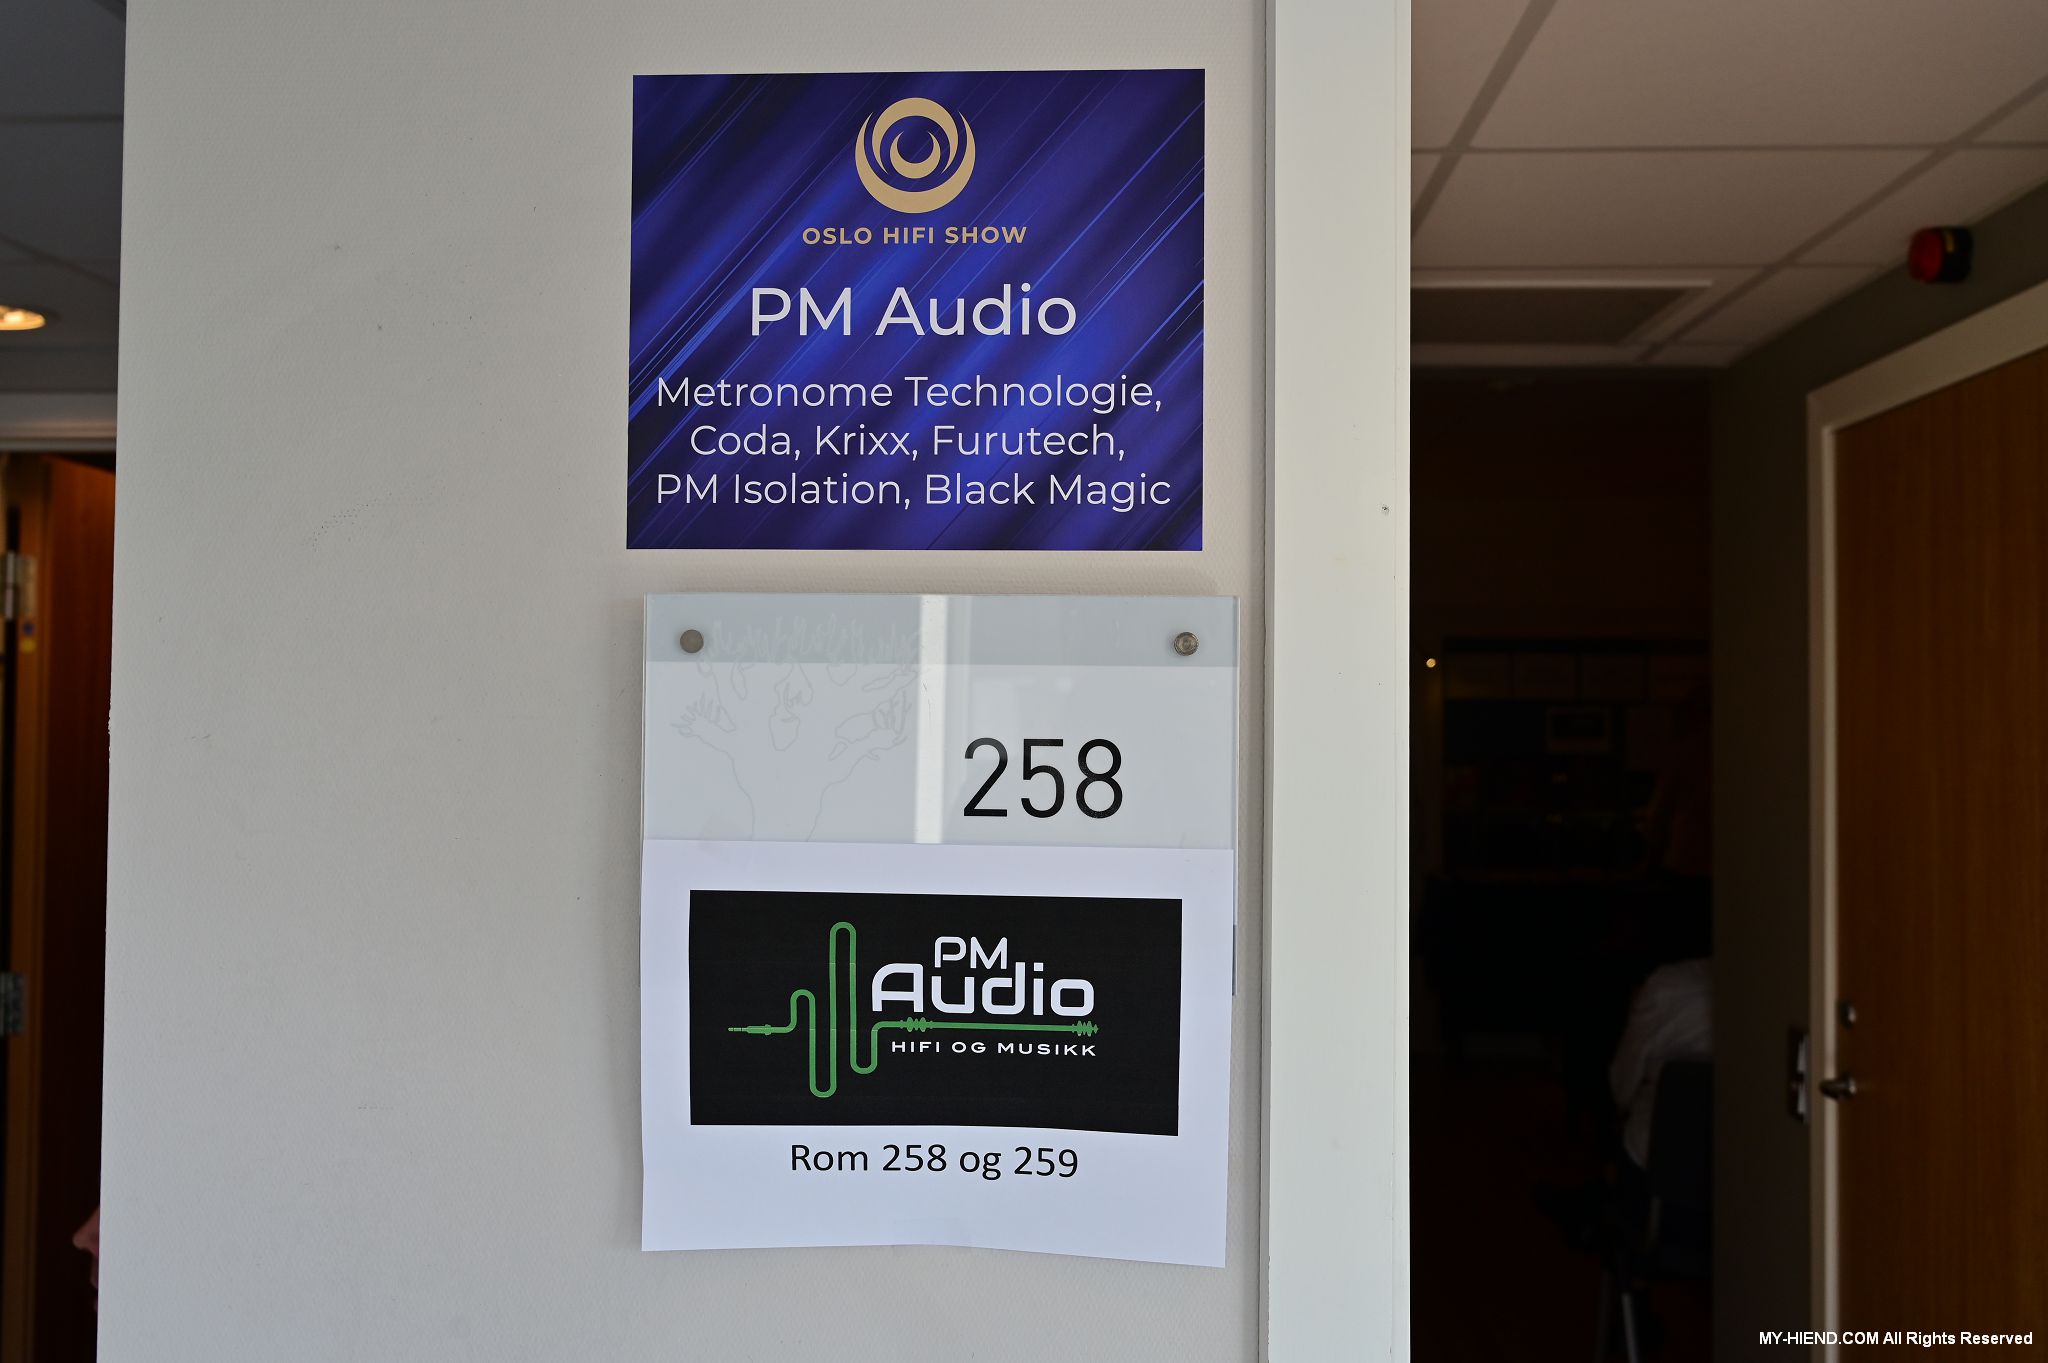 OSLO HIFI SHOW
PM Audio
Metronome Technologie,
Coda, Krixx, Furutech,
PM Isolation, Black Magic
258
PM
Audio
HIFI OG MUSIKK
Rom 258 og 259
MY-HIEND.COM All Rights Reserved